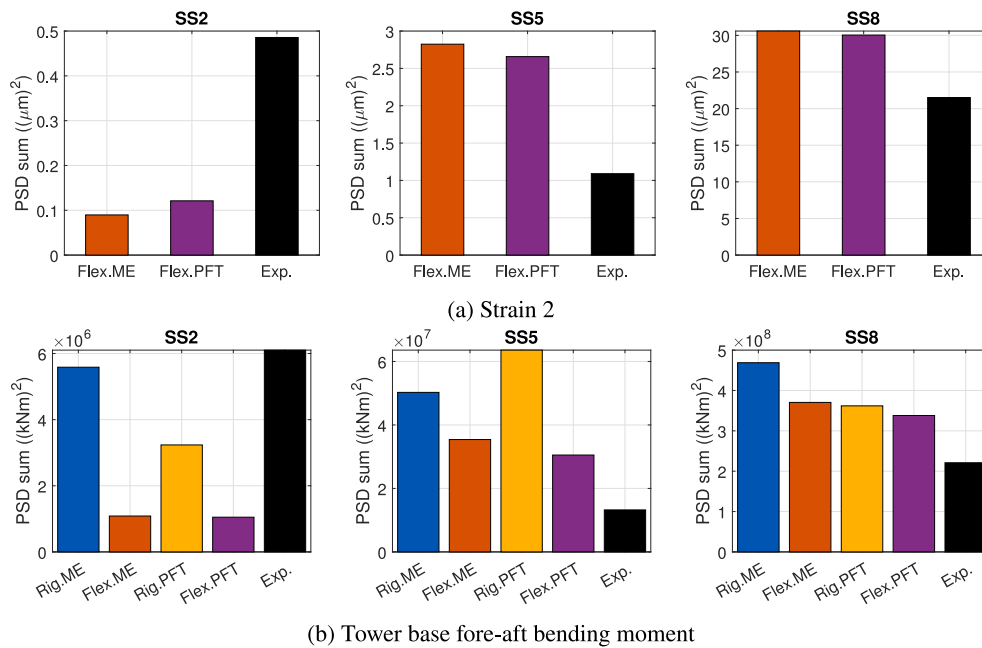 SS2
PSD sum ((μm)²)
0.5
0.4
0.3
0.2
0.1
0
Flex.ME Flex.PFT Exp.
SS5
PSD sum ((μm)²)
3
2.5
2
1.5
1
0.5
0
Flex.ME Flex.PFT Exp.
SS8
PSD sum ((μm)²)
30
25
20
15
10
5
0
Flex.ME Flex.PFT Exp.
(a) Strain 2
SS2
×10⁶
PSD sum ((kNm)²)
6
4
2
0
Rig.ME Flex.ME Rig.PFT Flex.PFT Exp.
SS5
×10⁷
PSD sum ((kNm)²)
6
4
2
0
Rig.ME Flex.ME Rig.PFT Flex.PFT Exp.
SS8
×10⁸
PSD sum ((kNm)²)
5
4
3
2
1
0
Rig.ME Flex.ME Rig.PFT Flex.PFT Exp.
(b) Tower base fore-aft bending moment